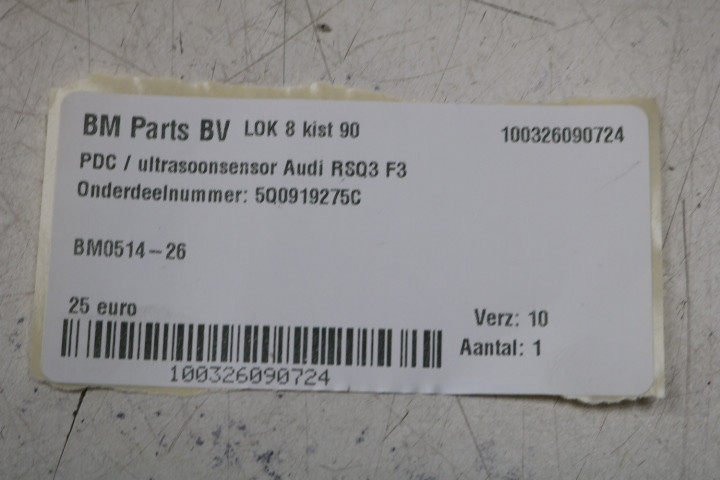 BM Parts BV LOK 8 kist 90 100326090724
PDC / ultrasoonsensor Audi RSQ3 F3
Onderdeelnummer: 5Q0919275C
BM0514-26
25 euro
Verz: 10
Aantal: 1
100326090724